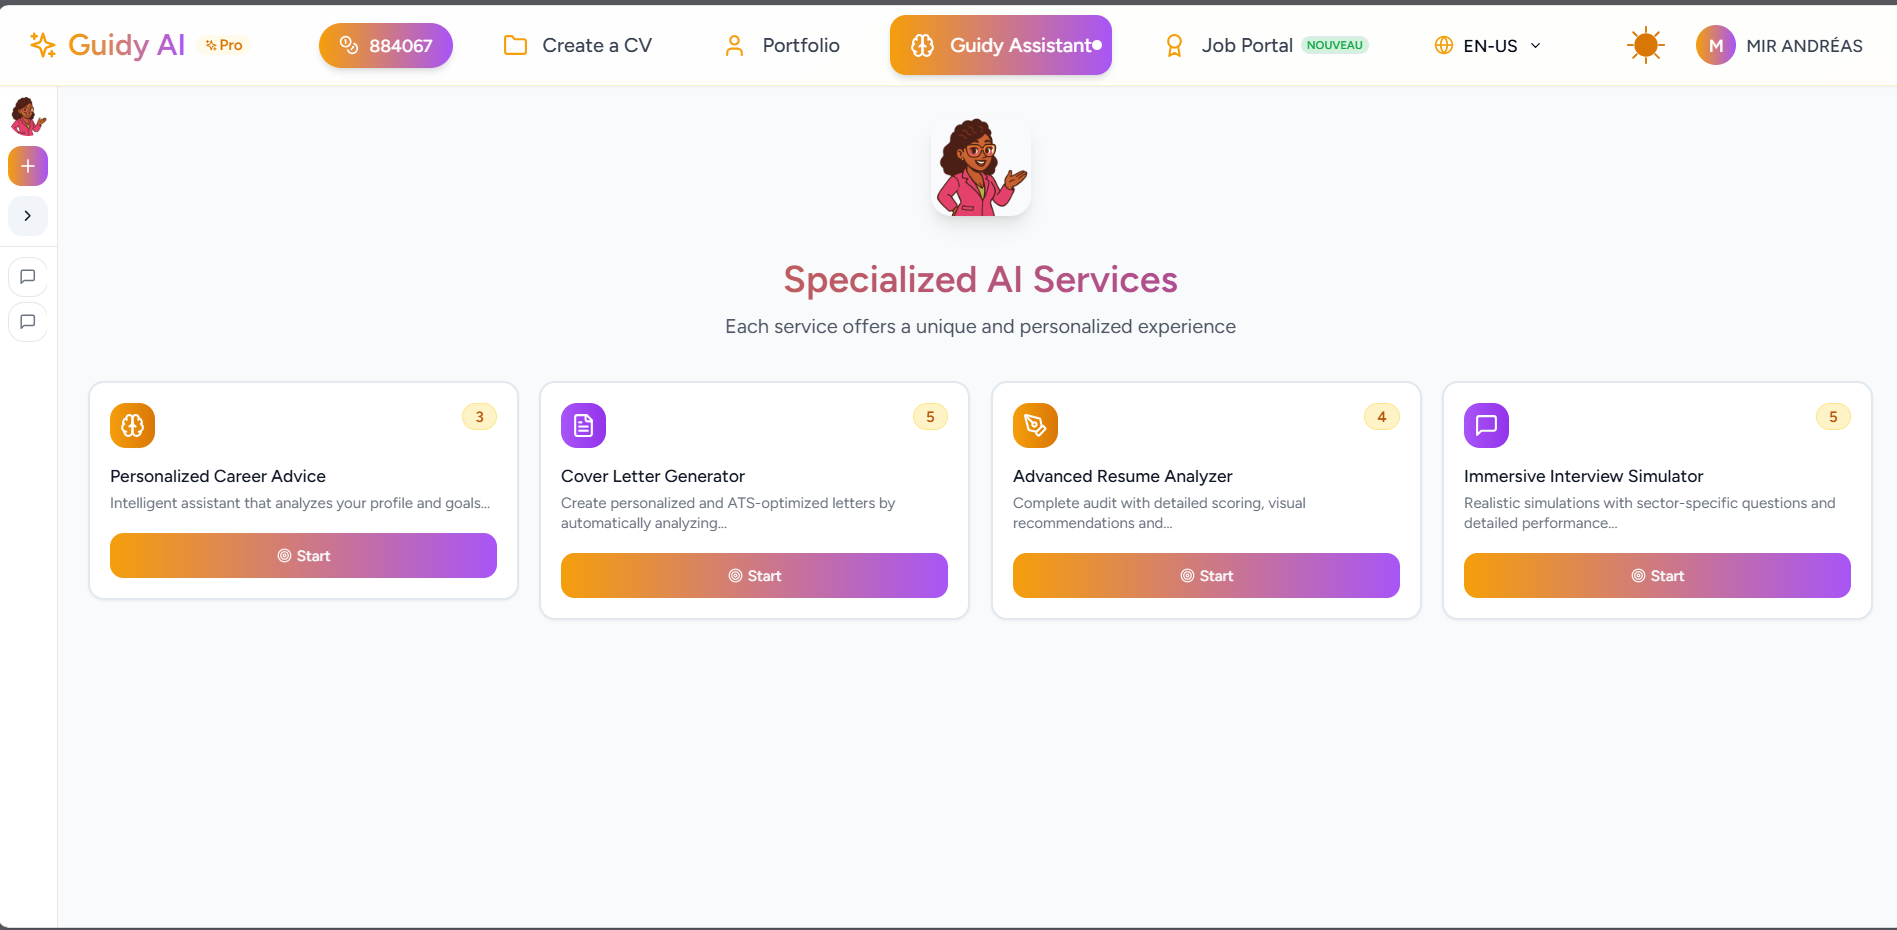 Guidy AI
Pro
884067
Create a CV
Portfolio
Guidy Assistant
Job Portal
NOUVEAU
EN-US
M
MIR ANDRÉAS
Specialized AI Services
Each service offers a unique and personalized experience
3
Personalized Career Advice
Intelligent assistant that analyzes your profile and goals...
Start
5
Cover Letter Generator
Create personalized and ATS-optimized letters by
automatically analyzing...
Start
4
Advanced Resume Analyzer
Complete audit with detailed scoring, visual
recommendations and...
Start
5
Immersive Interview Simulator
Realistic simulations with sector-specific questions and
detailed performance...
Start